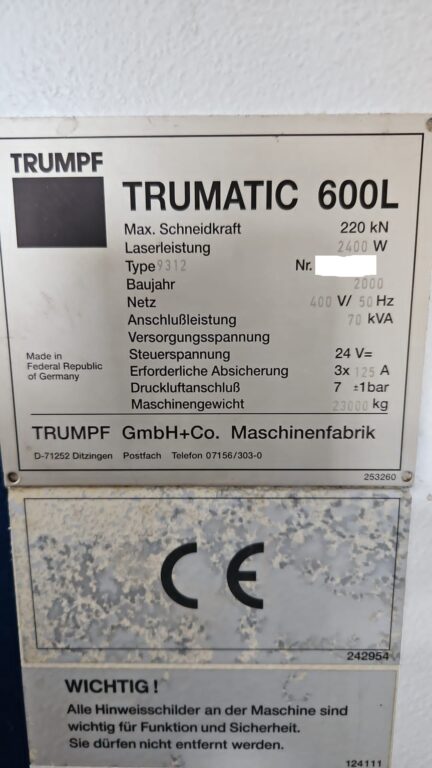 TRUMPF
TRUMATIC 600L
Max. Schneidkraft 220 kN
Laserleistung 2400 W
Type 9312 Nr.
Baujahr 2000
Netz 400 V/ 50 Hz
Anschlußleistung 70 kVA
Versorgungsspannung
Steuerspannung 24 V=
Erforderliche Absicherung 3x 125 A
Druckluftanschluß 7 ±1bar
Maschinengewicht 23000 kg
Made in
Federal Republic
of Germany
TRUMPF GmbH+Co. Maschinenfabrik
D-71252 Ditzingen Postfach Telefon 07156/303-0
253260
CE
242954
WICHTIG !
Alle Hinweisschilder an der Maschine sind
wichtig für Funktion und Sicherheit.
Sie dürfen nicht entfernt werden.
124111